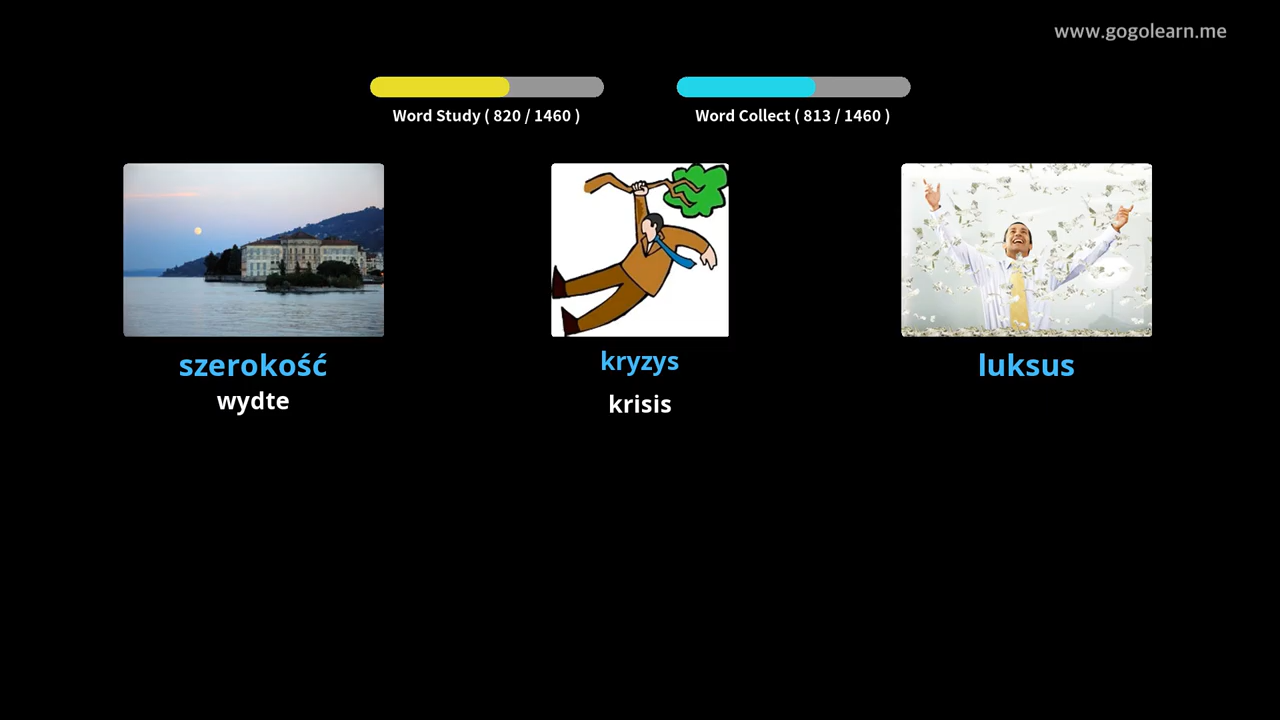 www.gogolearn.me
Word Study ( 820 / 1460 )
Word Collect ( 813 / 1460 )
szerokość
wydte
kryzys
krisis
luksus